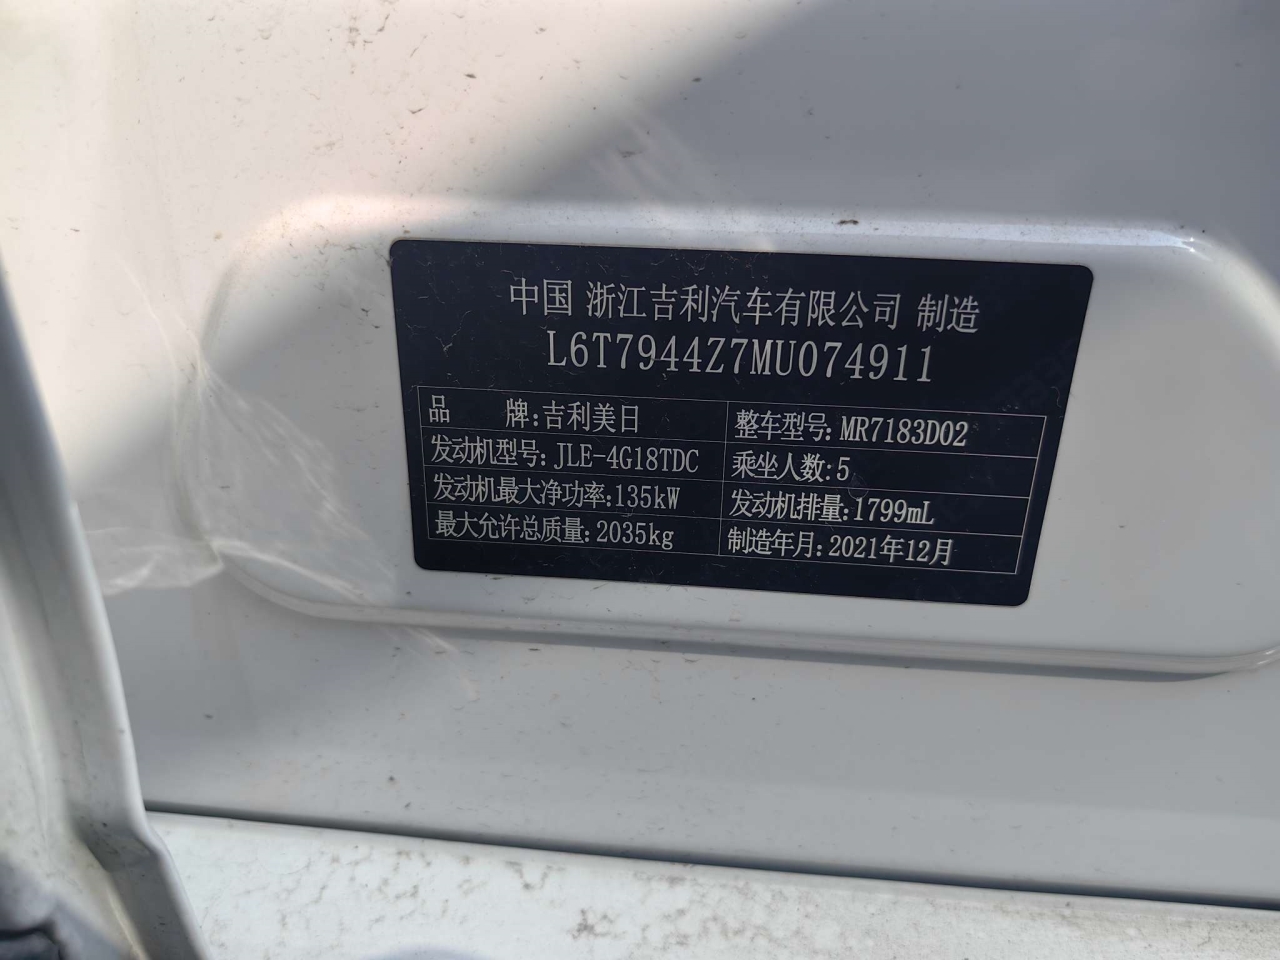 中国 浙江吉利汽车有限公司 制造
L6T7944Z7MU074911
品 牌:吉利美日 整车型号:MR7183D02
发动机型号:JLE-4G18TDC 乘坐人数:5
发动机最大净功率:135kW 发动机排量:1799mL
最大允许总质量:2035kg 制造年月:2021年12月